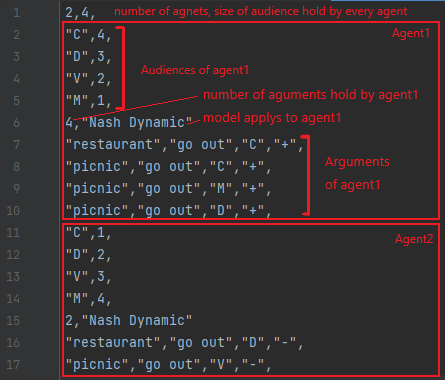 1 2,4, number of agnets, size of audience hold by every agent
2 "C",4, Agent1
3 "D",3,
4 "V",2, Audiences of agent1
5 "M",1, number of aguments hold by agent1
6 4,"Nash Dynamic" model applys to agent1
7 "restaurant","go out","C","+",
8 "picnic","go out","C","+", Arguments
9 "picnic","go out","M","+", of agent1
10 "picnic","go out","D","+",
11 "C",1, Agent2
12 "D",2,
13 "V",3,
14 "M",4,
15 2,"Nash Dynamic"
16 "restaurant","go out","D","-",
17 "picnic","go out","V","-",